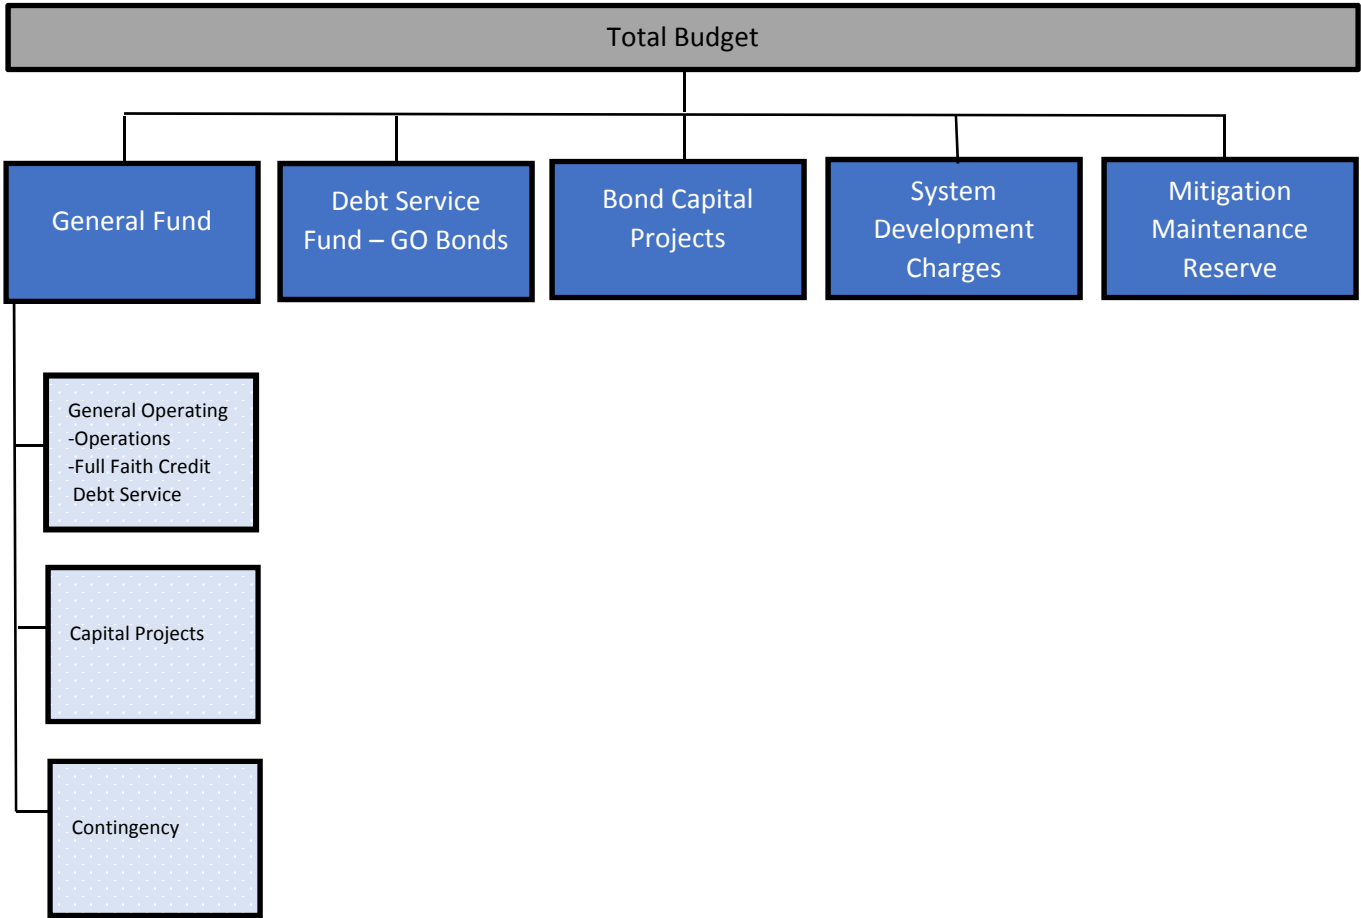 Total Budget
General Fund
Debt Service
Fund – GO Bonds
Bond Capital
Projects
System
Development
Charges
Mitigation
Maintenance
Reserve
General Operating
-Operations
-Full Faith Credit
Debt Service
Capital Projects
Contingency